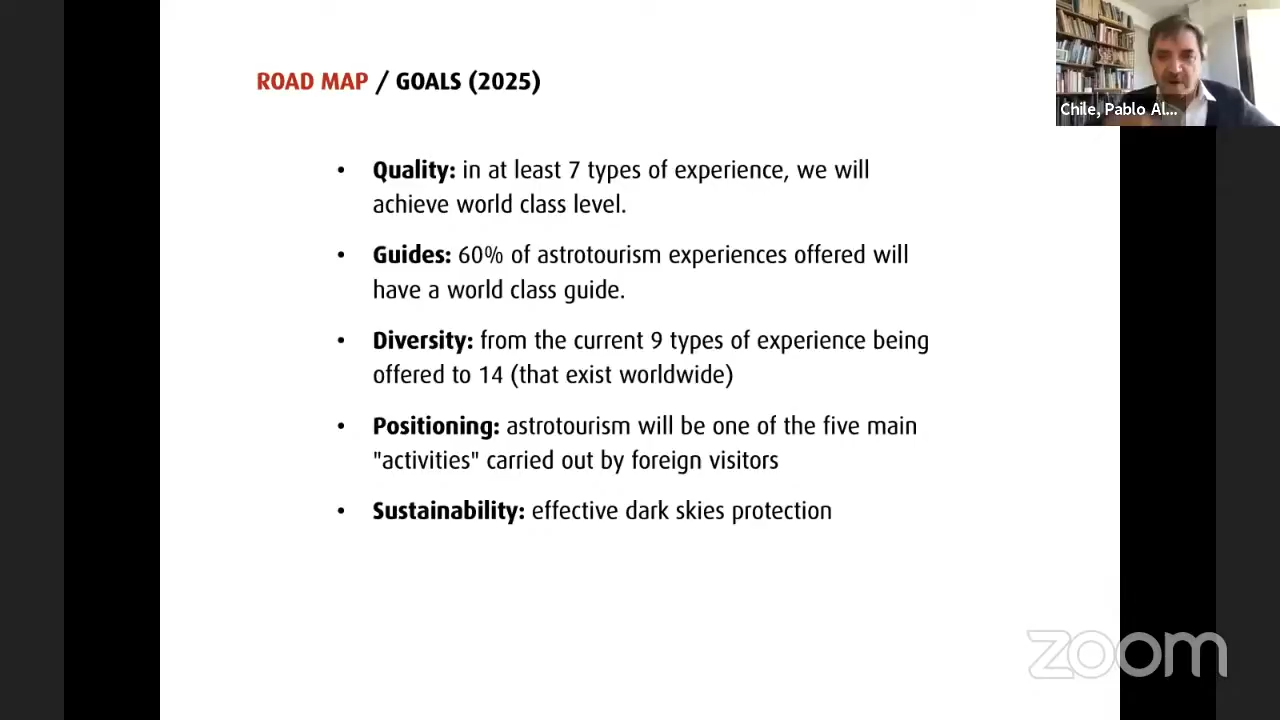 ROAD MAP / GOALS (2025)
Chile, Pablo Al...
• Quality: in at least 7 types of experience, we will
achieve world class level.
• Guides: 60% of astrotourism experiences offered will
have a world class guide.
• Diversity: from the current 9 types of experience being
offered to 14 (that exist worldwide)
• Positioning: astrotourism will be one of the five main
"activities" carried out by foreign visitors
• Sustainability: effective dark skies protection
zoom